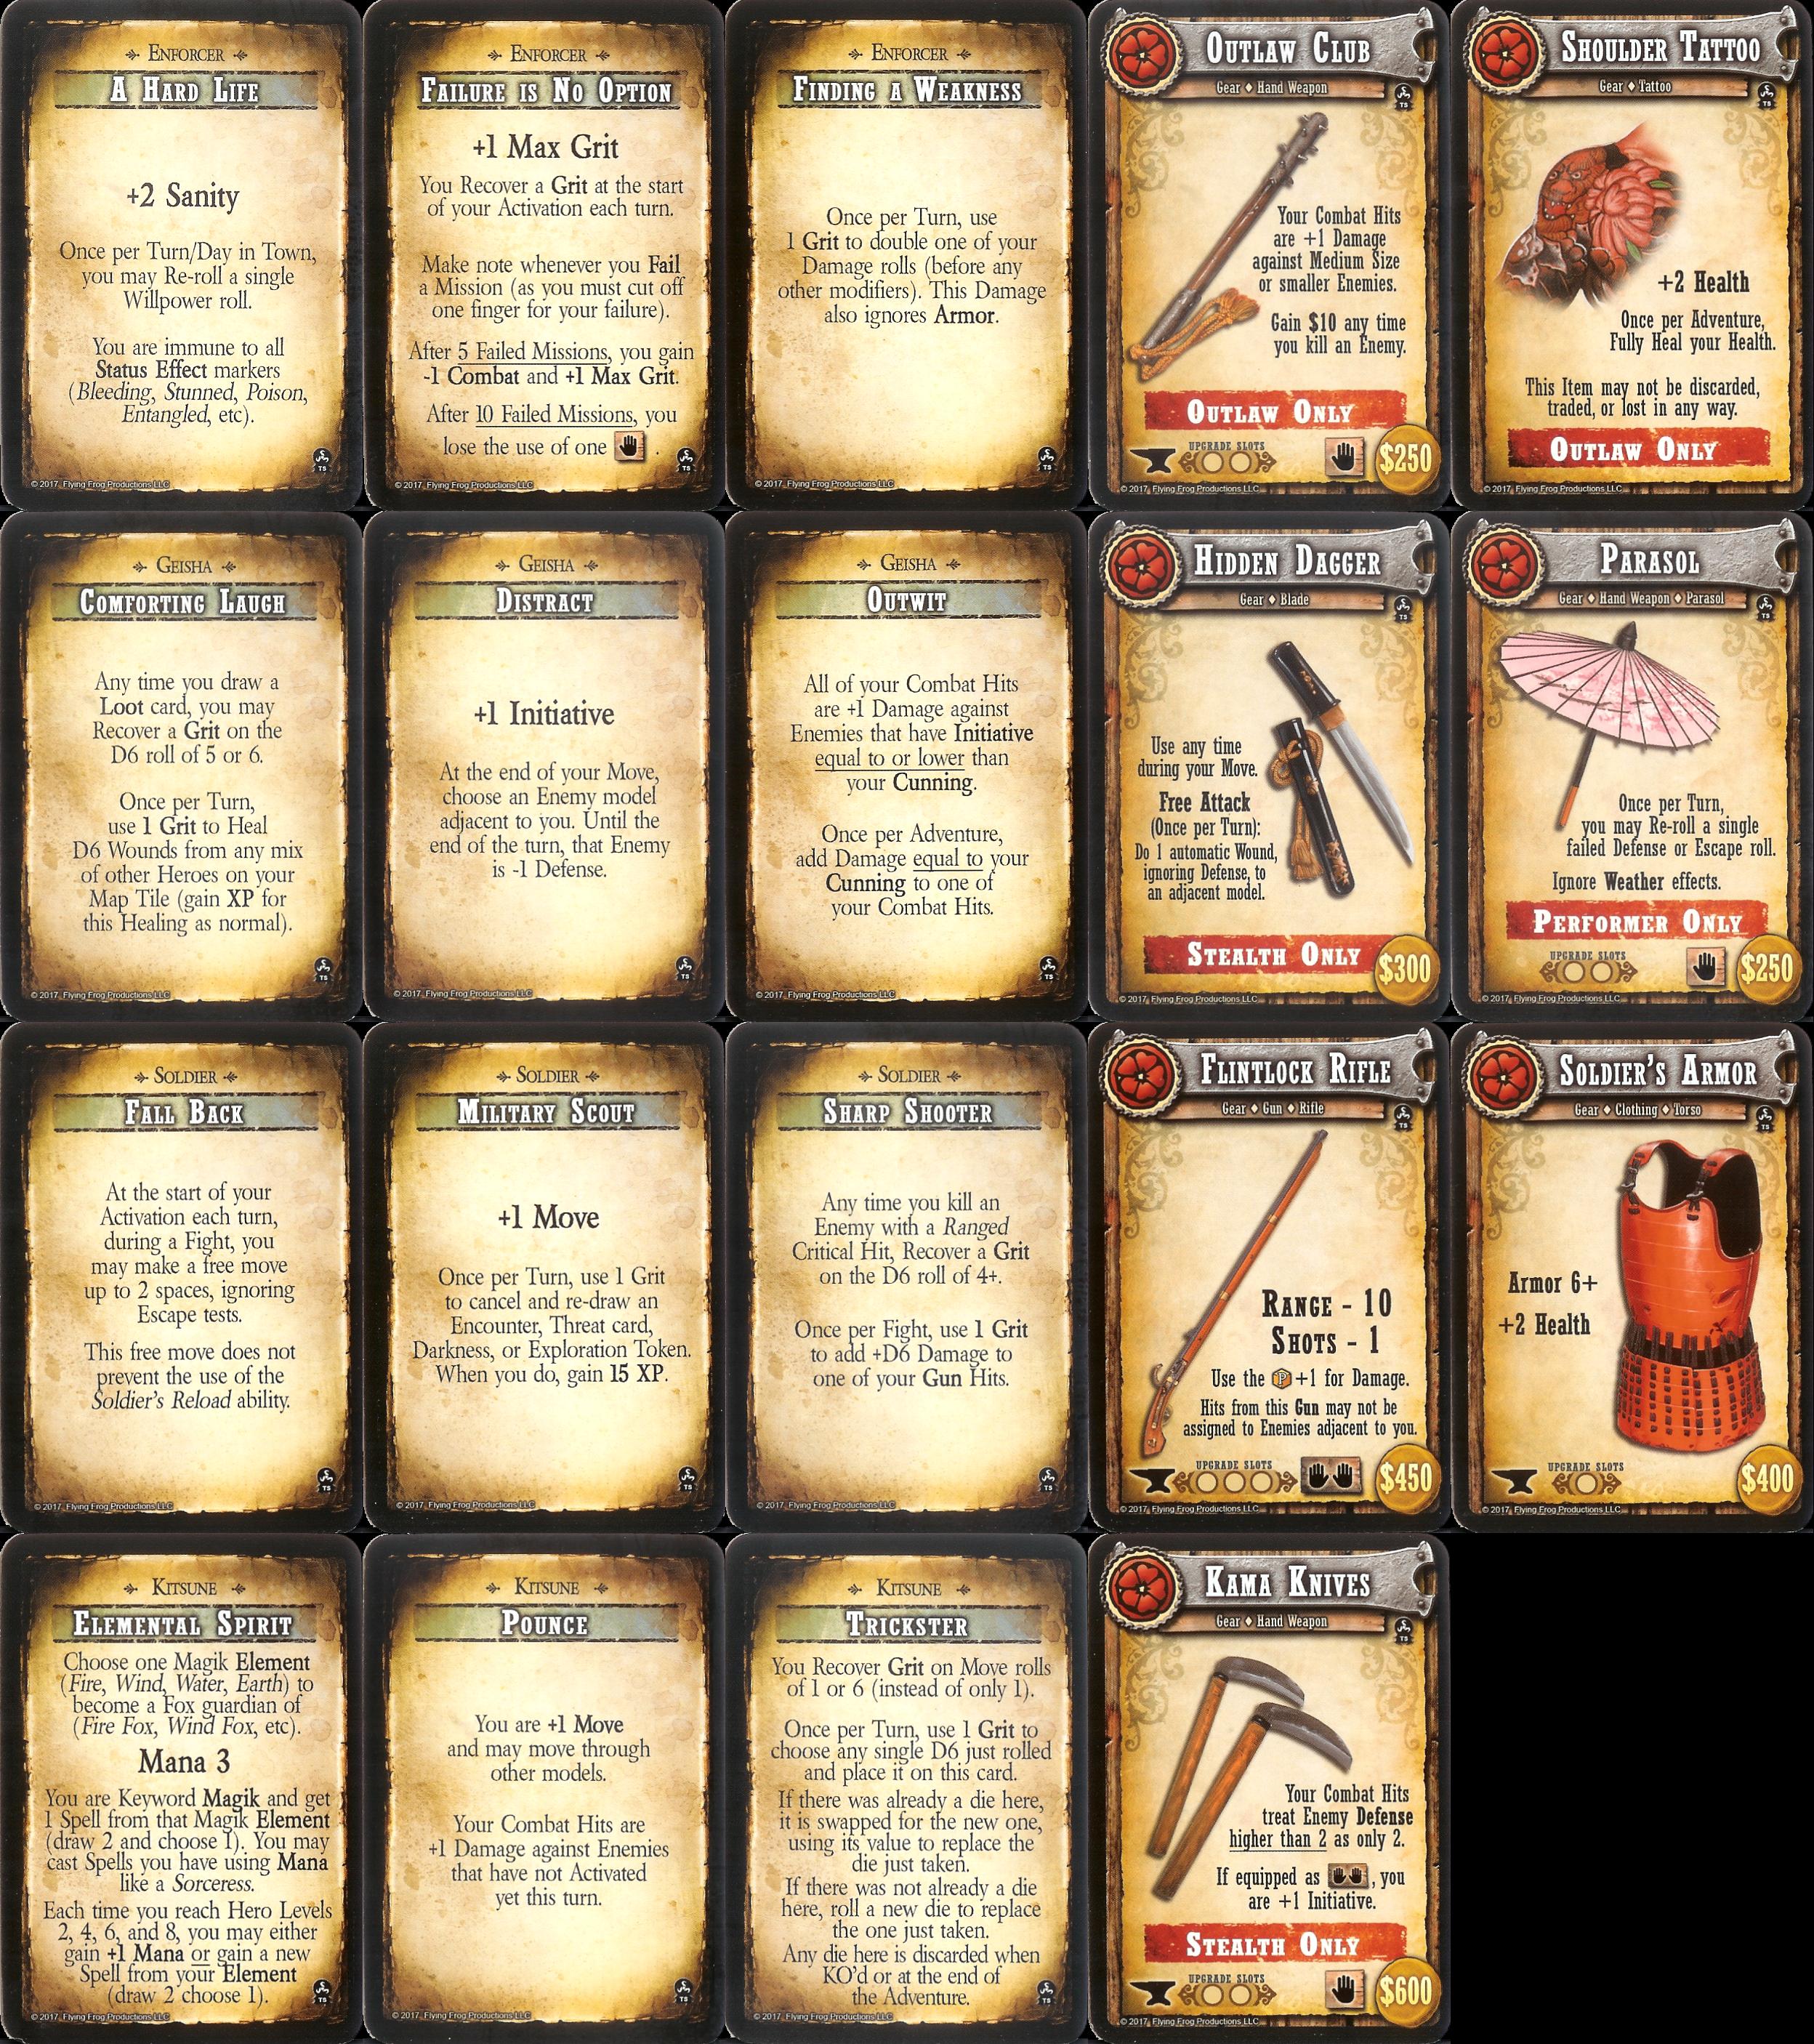 ENFORCER
A HARD LIFE
+2 Sanity
Once per Turn/Day in Town,
you may Re-roll a single
Willpower roll.
You are immune to all
Status Effect markers
(Bleeding, Stunned, Poison,
Entangled, etc).
TS
© 2017 Flying Frog Productions LLC
ENFORCER
FAILURE IS NO OPTION
+1 Max Grit
You Recover a Grit at the start
of your Activation each turn.
Make note whenever you Fail
a Mission (as you must cut off
one finger for your failure).
After 5 Failed Missions, you gain
-1 Combat and +1 Max Grit.
After 10 Failed Missions, you
lose the use of one .
TS
© 2017 Flying Frog Productions LLC
ENFORCER
FINDING A WEAKNESS
Once per Turn, use
1 Grit to double one of your
Damage rolls (before any
other modifiers). This Damage
also ignores Armor.
TS
© 2017 Flying Frog Productions LLC
OUTLAW CLUB
Gear ♦ Hand Weapon
TS
Your Combat Hits
are +1 Damage
against Medium Size
or smaller Enemies.
Gain $10 any time
you kill an Enemy.
OUTLAW ONLY
UPGRADE SLOTS
$250
© 2017 Flying Frog Productions LLC
SHOULDER TATTOO
Gear ♦ Tattoo
TS
+2 Health
Once per Adventure,
Fully Heal your Health.
This Item may not be discarded,
traded, or lost in any way.
OUTLAW ONLY
© 2017 Flying Frog Productions LLC
GEISHA
COMFORTING LAUGH
Any time you draw a
Loot card, you may
Recover a Grit on the
D6 roll of 5 or 6.
Once per Turn,
use 1 Grit to Heal
D6 Wounds from any mix
of other Heroes on your
Map Tile (gain XP for
this Healing as normal).
TS
© 2017 Flying Frog Productions LLC
GEISHA
DISTRACT
+1 Initiative
At the end of your Move,
choose an Enemy model
adjacent to you. Until the
end of the turn, that Enemy
is -1 Defense.
TS
© 2017 Flying Frog Productions LLC
GEISHA
OUTWIT
All of your Combat Hits
are +1 Damage against
Enemies that have Initiative
equal to or lower than
your Cunning.
Once per Adventure,
add Damage equal to your
Cunning to one of
your Combat Hits.
TS
© 2017 Flying Frog Productions LLC
HIDDEN DAGGER
Gear ♦ Blade
TS
Use any time
during your Move.
Free Attack
(Once per Turn):
Do 1 automatic Wound,
ignoring Defense, to
an adjacent model.
STEALTH ONLY
$300
© 2017 Flying Frog Productions LLC
PARASOL
Gear ♦ Hand Weapon ♦ Parasol
TS
Once per Turn,
you may Re-roll a single
failed Defense or Escape roll.
Ignore Weather effects.
PERFORMER ONLY
UPGRADE SLOTS
$250
© 2017 Flying Frog Productions LLC
SOLDIER
FALL BACK
At the start of your
Activation each turn,
during a Fight, you
may make a free move
up to 2 spaces, ignoring
Escape tests.
This free move does not
prevent the use of the
Soldier's Reload ability.
TS
© 2017 Flying Frog Productions LLC
SOLDIER
MILITARY SCOUT
+1 Move
Once per Turn, use 1 Grit
to cancel and re-draw an
Encounter, Threat card,
Darkness, or Exploration Token.
When you do, gain 15 XP.
TS
© 2017 Flying Frog Productions LLC
SOLDIER
SHARP SHOOTER
Any time you kill an
Enemy with a Ranged
Critical Hit, Recover a Grit
on the D6 roll of 4+.
Once per Fight, use 1 Grit
to add +D6 Damage to
one of your Gun Hits.
TS
© 2017 Flying Frog Productions LLC
FLINTLOCK RIFLE
Gear ♦ Gun ♦ Rifle
TS
RANGE - 10
SHOTS - 1
Use the P +1 for Damage.
Hits from this Gun may not be
assigned to Enemies adjacent to you.
UPGRADE SLOTS
$450
© 2017 Flying Frog Productions LLC
SOLDIER'S ARMOR
Gear ♦ Clothing ♦ Torso
TS
Armor 6+
+2 Health
UPGRADE SLOTS
$400
© 2017 Flying Frog Productions LLC
KITSUNE
ELEMENTAL SPIRIT
Choose one Magik Element
(Fire, Wind, Water, Earth) to
become a Fox guardian of
(Fire Fox, Wind Fox, etc).
Mana 3
You are Keyword Magik and get
1 Spell from that Magik Element
(draw 2 and choose 1). You may
cast Spells you have using Mana
like a Sorceress.
Each time you reach Hero Levels
2, 4, 6, and 8, you may either
gain +1 Mana or gain a new
Spell from your Element
(draw 2 choose 1).
TS
© 2017 Flying Frog Productions LLC
KITSUNE
POUNCE
You are +1 Move
and may move through
other models.
Your Combat Hits are
+1 Damage against Enemies
that have not Activated
yet this turn.
TS
© 2017 Flying Frog Productions LLC
KITSUNE
TRICKSTER
You Recover Grit on Move rolls
of 1 or 6 (instead of only 1).
Once per Turn, use 1 Grit to
choose any single D6 just rolled
and place it on this card.
If there was already a die here,
it is swapped for the new one,
using its value to replace the
die just taken.
If there was not already a die
here, roll a new die to replace
the one just taken.
Any die here is discarded when
KO'd or at the end of
the Adventure.
TS
© 2017 Flying Frog Productions LLC
KAMA KNIVES
Gear ♦ Hand Weapon
TS
Your Combat Hits
treat Enemy Defense
higher than 2 as only 2.
If equipped as , you
are +1 Initiative.
STEALTH ONLY
UPGRADE SLOTS
$600
© 2017 Flying Frog Productions LLC